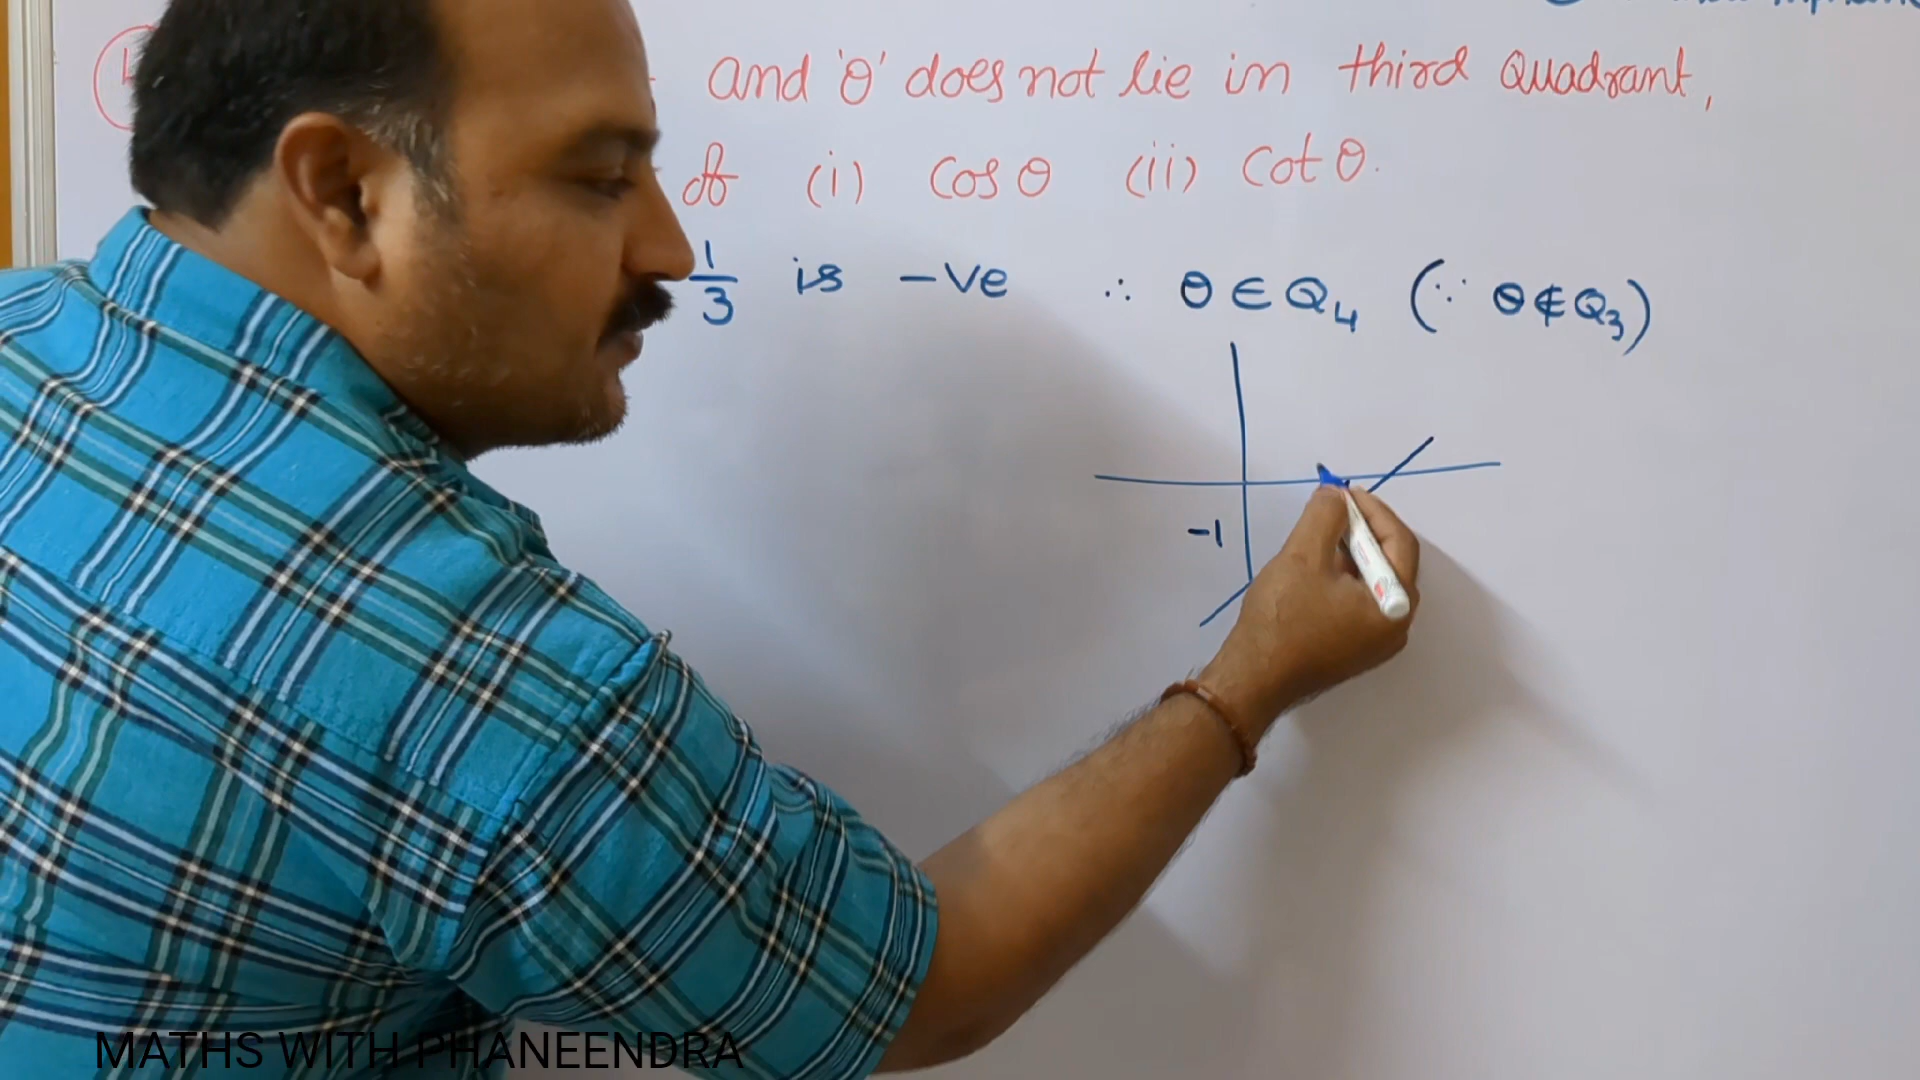 and 'θ' does not lie in third Quadrant,
of (i) cos θ (ii) cot θ.
1/3 is -ve ∴ θ ∈ Q₄ (∵ θ ∉ Q₃)
-1
MATHS WITH PHANEENDRA